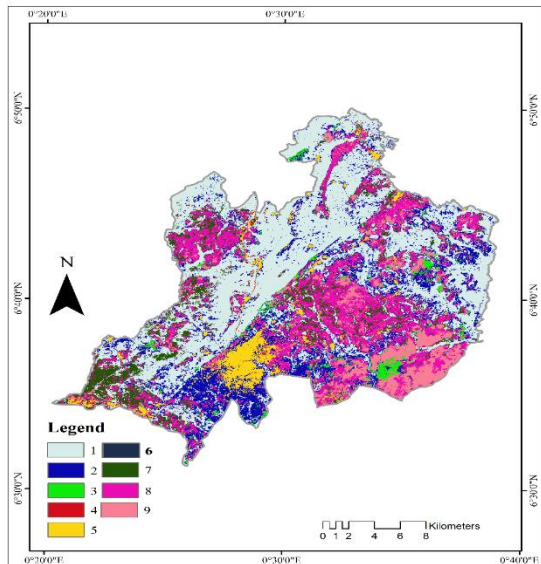 0°20'0"E 0°30'0"E
6°50'0"N 6°50'0"N
N
6°40'0"N 6°40'0"N
Legend
1 6
2 7
3 8
4 9
5
0 1 2 4 6 8 Kilometers
6°30'0"N 6°30'0"N
0°20'0"E 0°30'0"E 0°40'0"E